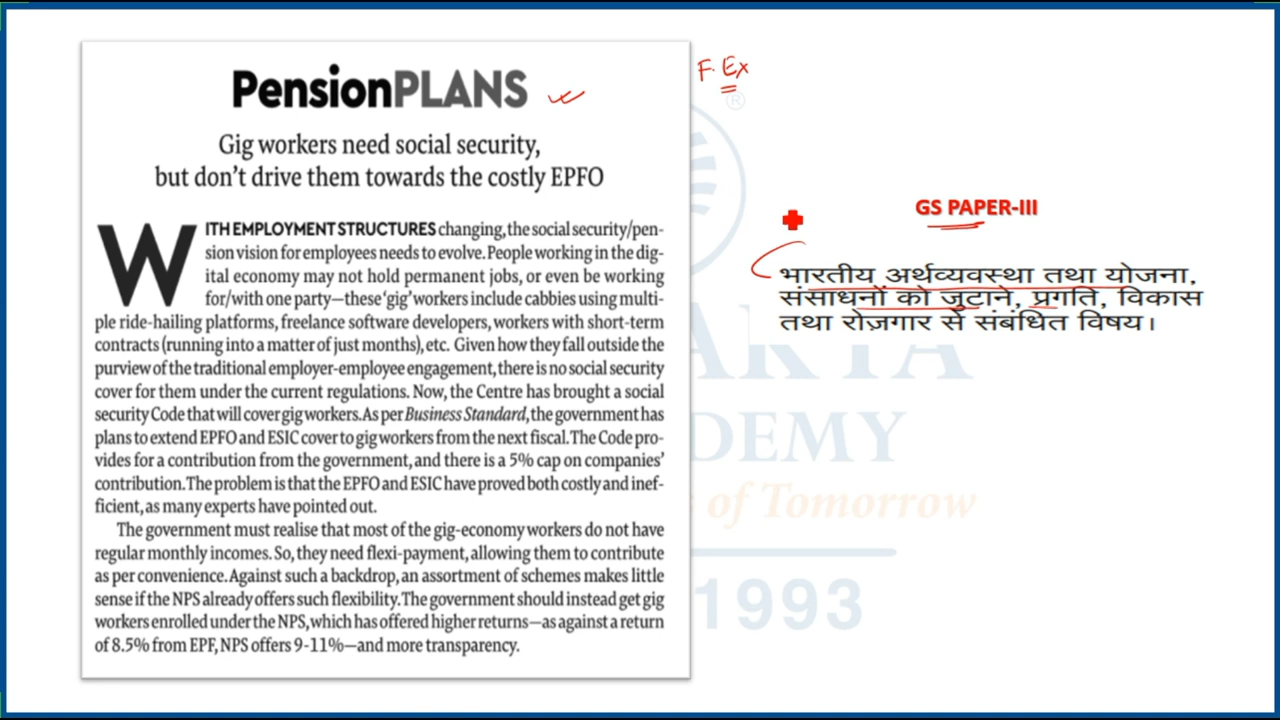 PensionPLANS
F. Ex
Gig workers need social security,
but don't drive them towards the costly EPFO
WITH EMPLOYMENT STRUCTURES changing, the social security/pen-
sion vision for employees needs to evolve. People working in the dig-
ital economy may not hold permanent jobs, or even be working
for/with one party—these 'gig' workers include cabbies using multi-
ple ride-hailing platforms, freelance software developers, workers with short-term
contracts (running into a matter of just months), etc. Given how they fall outside the
purview of the traditional employer-employee engagement, there is no social security
cover for them under the current regulations. Now, the Centre has brought a social
security Code that will cover gig workers. As per Business Standard, the government has
plans to extend EPFO and ESIC cover to gig workers from the next fiscal. The Code pro-
vides for a contribution from the government, and there is a 5% cap on companies'
contribution. The problem is that the EPFO and ESIC have proved both costly and inef-
ficient, as many experts have pointed out.
The government must realise that most of the gig-economy workers do not have
regular monthly incomes. So, they need flexi-payment, allowing them to contribute
as per convenience. Against such a backdrop, an assortment of schemes makes little
sense if the NPS already offers such flexibility. The government should instead get gig
workers enrolled under the NPS, which has offered higher returns—as against a return
of 8.5% from EPF, NPS offers 9-11%—and more transparency.
GS PAPER-III
भारतीय अर्थव्यवस्था तथा योजना,
संसाधनों को जुटाने, प्रगति, विकास
तथा रोज़गार से संबंधित विषय।
®
DEMY
of Tomorrow
1993